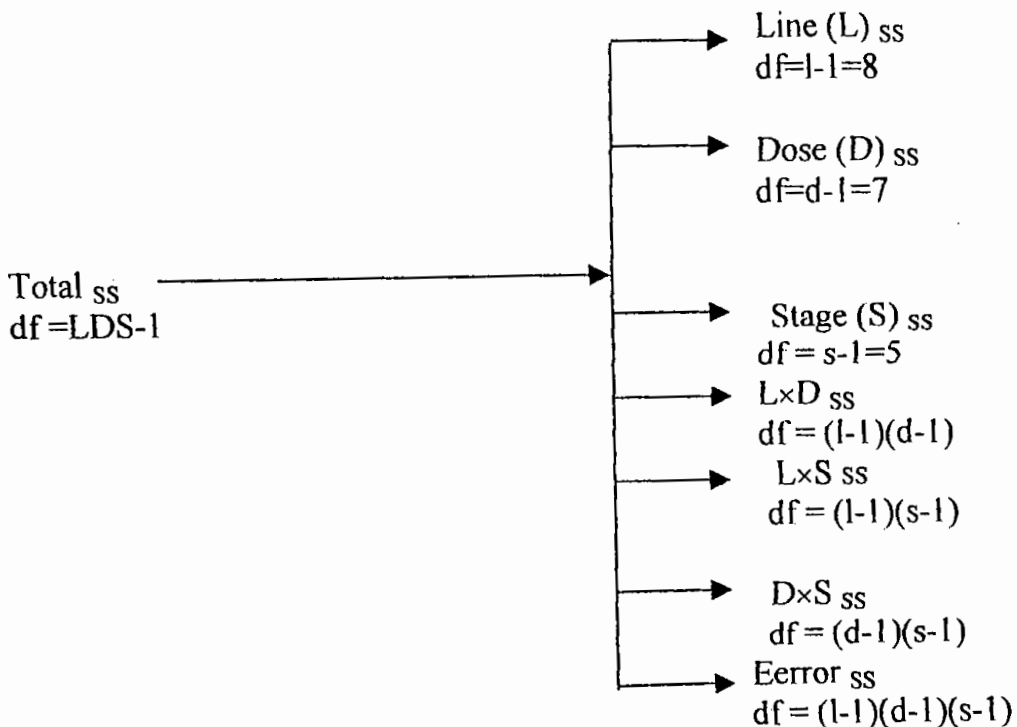 Line (L) SS
df=l-1=8
Dose (D) SS
df=d-1=7
Total SS
df =LDS-1
Stage (S) SS
df = s-1=5
L×D SS
df = (l-1)(d-1)
L×S SS
df = (l-1)(s-1)
D×S SS
df = (d-1)(s-1)
Eerror SS
df = (l-1)(d-1)(s-1)